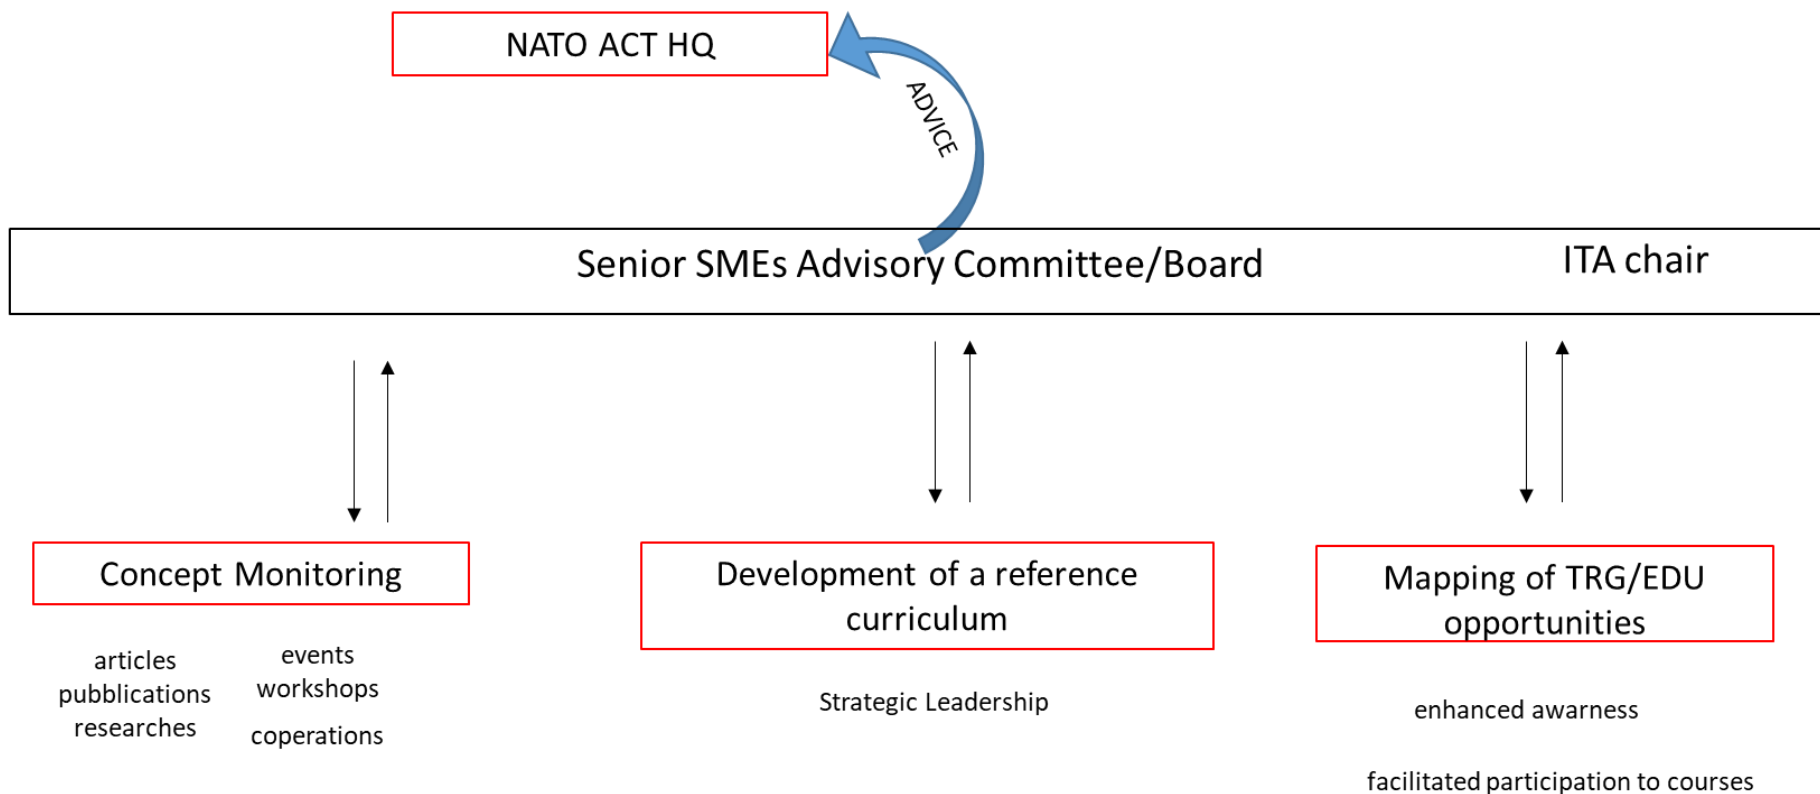 NATO ACT HQ
ADVICE
Senior SMEs Advisory Committee/Board
ITA chair
Concept Monitoring
articles
pubblications
researches
events
workshops
coperations
Development of a reference
curriculum
Strategic Leadership
Mapping of TRG/EDU
opportunities
enhanced awarness
facilitated participation to courses